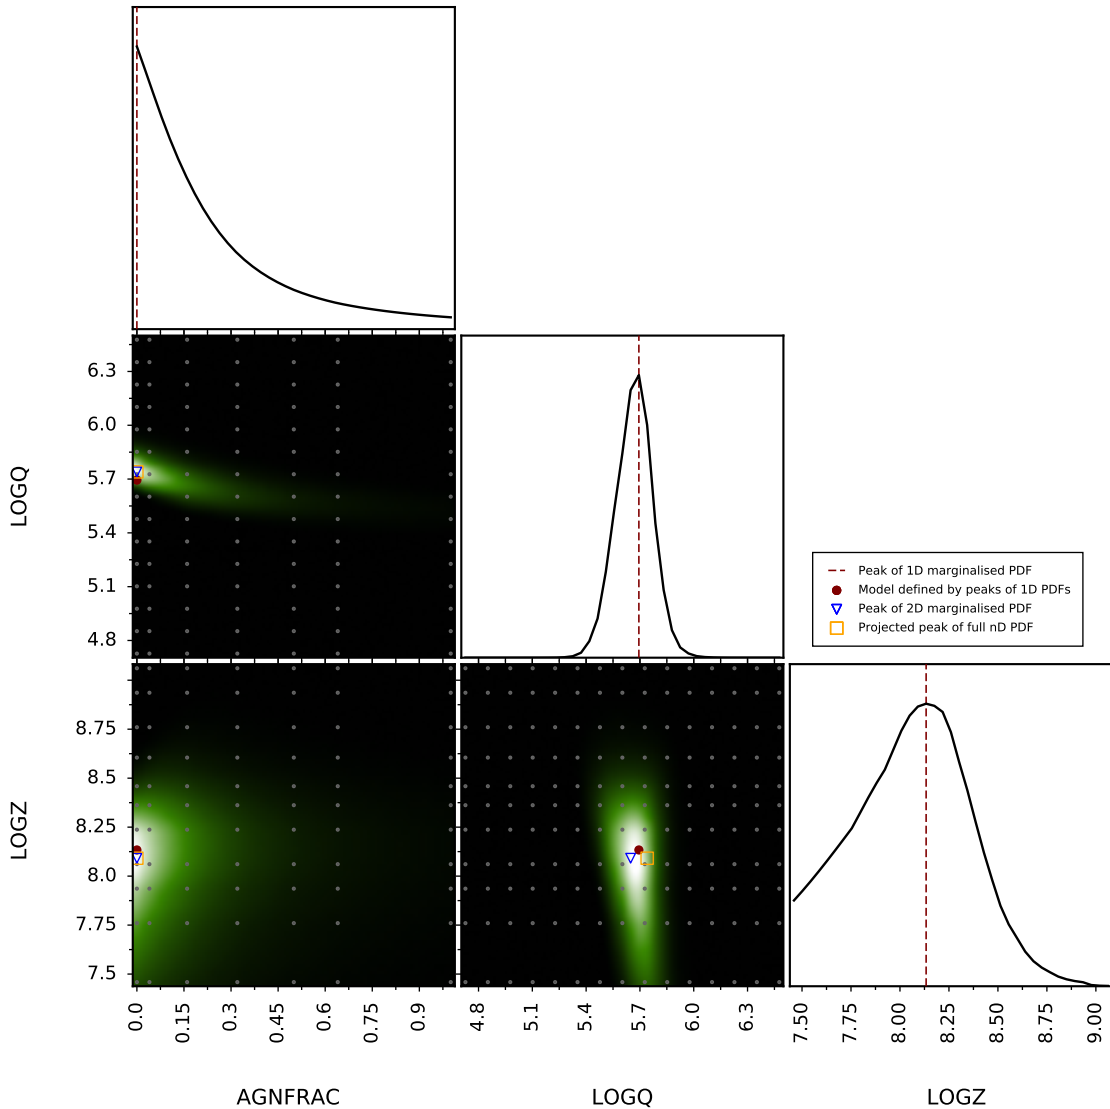 6.3
6.0
5.7
5.4
5.1
4.8
LOGQ
Peak of 1D marginalised PDF
Model defined by peaks of 1D PDFs
Peak of 2D marginalised PDF
Projected peak of full nD PDF
8.75
8.5
8.25
8.0
7.75
7.5
LOGZ
0.0 0.15 0.3 0.45 0.6 0.75 0.9
4.8 5.1 5.4 5.7 6.0 6.3
7.50 7.75 8.00 8.25 8.50 8.75 9.00
AGNFRAC LOGQ LOGZ